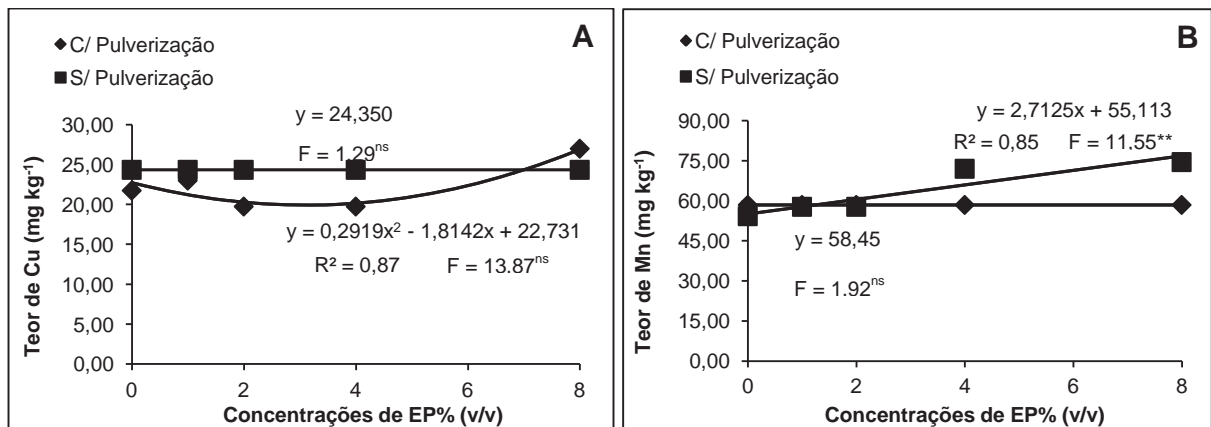 A
C/ Pulverização
S/ Pulverização
y = 24,350
F = 1.29ns
30,00
25,00
20,00
15,00
10,00
5,00
0,00
y = 0,2919x² - 1,8142x + 22,731
R² = 0,87 F = 13.87ns
0 2 4 6 8
Teor de Cu (mg kg-1)
Concentrações de EP% (v/v)
B
C/ Pulverização
S/ Pulverização
y = 2,7125x + 55,113
R² = 0,85 F = 11.55**
90,00
75,00
60,00
45,00
30,00
15,00
0,00
y = 58,45
F = 1.92ns
0 2 4 6 8
Teor de Mn (mg kg-1)
Concentrações de EP% (v/v)